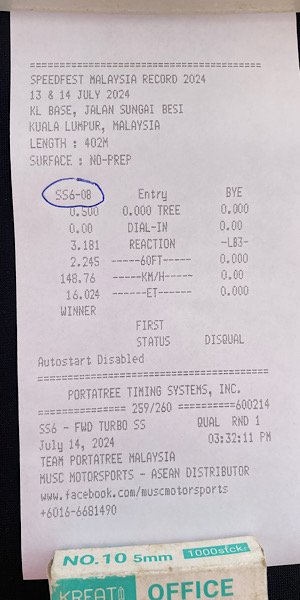 ==========================================
SPEEDFEST MALAYSIA RECORD 2024
13 & 14 JULY 2024
KL BASE, JALAN SUNGAI BESI
KUALA LUMPUR, MALAYSIA
LENGTH : 402M
SURFACE : NO-PREP
SS6-08 Entry BYE
0.500 0.000 TREE 0.000
0.00 DIAL-IN 0.00
3.181 REACTION -LB3-
2.245 -----60FT----- 0.000
148.76 -----KM/H----- 0.00
16.024 ------ET------ 0.000
WINNER
FIRST
STATUS DISQUAL
Autostart Disabled
==========================================
PORTATREE TIMING SYSTEMS, INC.
=============== 259/260 ==========600214
SS6 - FWD TURBO SS QUAL RND 1
July 14, 2024 03:32:11 PM
TEAM PORTATREE MALAYSIA
MUSC MOTORSPORTS - ASEAN DISTRIBUTOR
www.facebook.com/muscmotorsports
+6016-6681490
NO.10 5mm 1000stcks
KREATI OFFICE